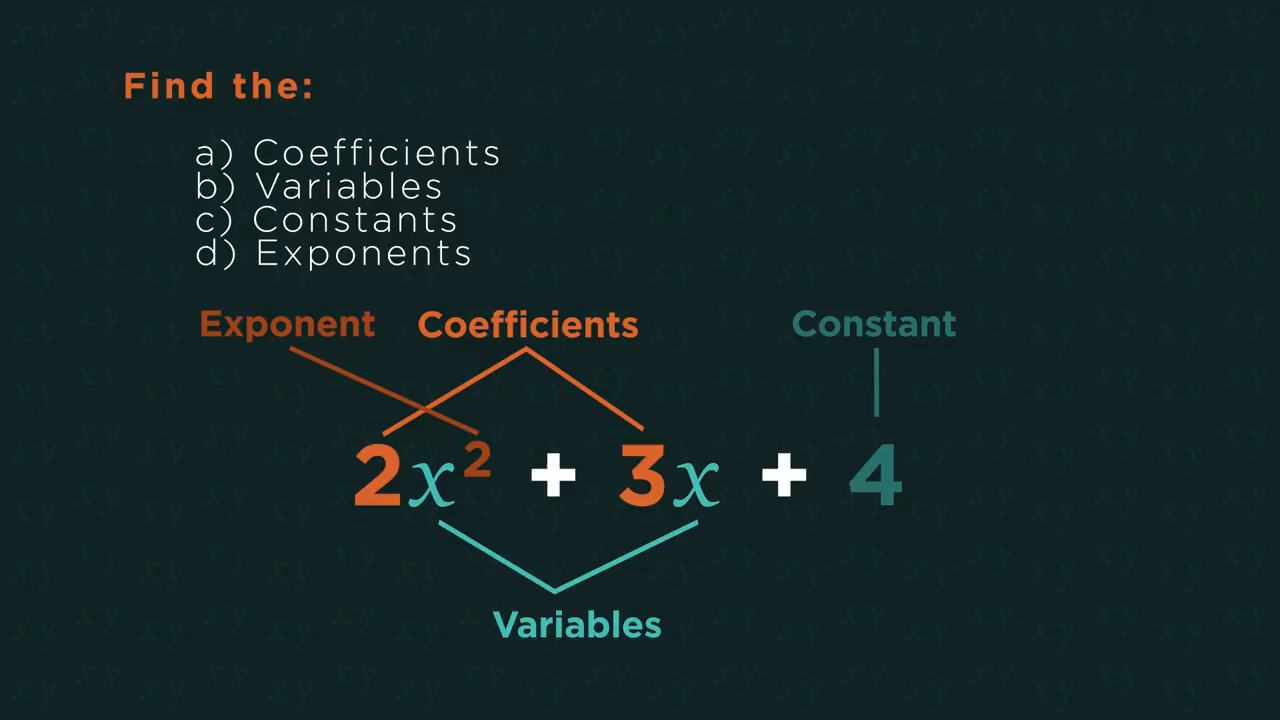 Find the:
a) Coefficients
b) Variables
c) Constants
d) Exponents
Exponent Coefficients Constant
2x² + 3x + 4
Variables